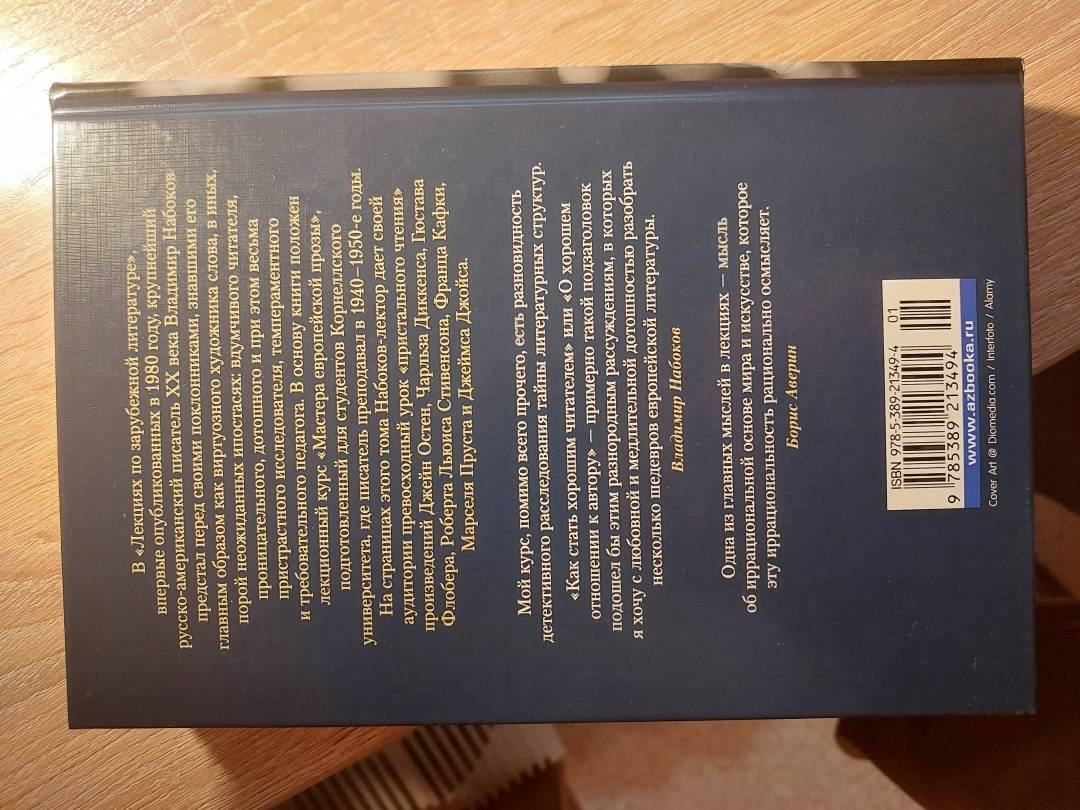 В «Лекциях по зарубежной литературе»,
впервые опубликованных в 1980 году, крупнейший
русско-американский писатель XX века Владимир Набоков
предстал перед своими поклонниками, знавшими его
главным образом как виртуозного художника слова, в иных,
порой неожиданных ипостасях: вдумчивого читателя,
проницательного, дотошного и при этом весьма
пристрастного исследователя, темпераментного
и требовательного педагога. В основу книги положен
лекционный курс «Мастера европейской прозы»,
подготовленный для студентов Корнеллского
университета, где писатель преподавал в 1940–1950-е годы.
На страницах этого тома Набоков-лектор дает своей
аудитории превосходный урок «пристального чтения»
произведений Джейн Остен, Чарльза Диккенса, Гюстава
Флобера, Роберта Льюиса Стивенсона, Франца Кафки,
Марселя Пруста и Джеймса Джойса.
Мой курс, помимо всего прочего, есть разновидность
детективного расследования тайны литературных структур.
«Как стать хорошим читателем» или «О хорошем
отношении к автору» — примерно такой подзаголовок
подошел бы этим разнородным рассуждениям, в которых
я хочу с любовной и медлительной дотошностью разобрать
несколько шедевров европейской литературы.
Владимир Набоков
Одна из главных мыслей в лекциях — мысль
об иррациональной основе мира и искусстве, которое
эту иррациональность рационально осмысляет.
Борис Аверин
ISBN 978-5-389-21349-4
01
9 785389 213494
www.azbooka.ru
Cover Art @ Diomedia.com / Interfoto / Alamy